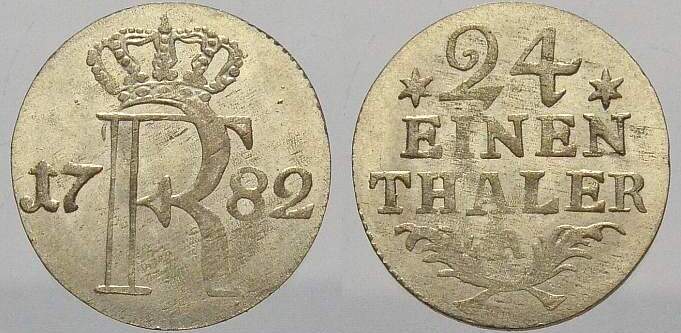 17 FR 82
✶ 24 ✶
EINEN
THALER
A